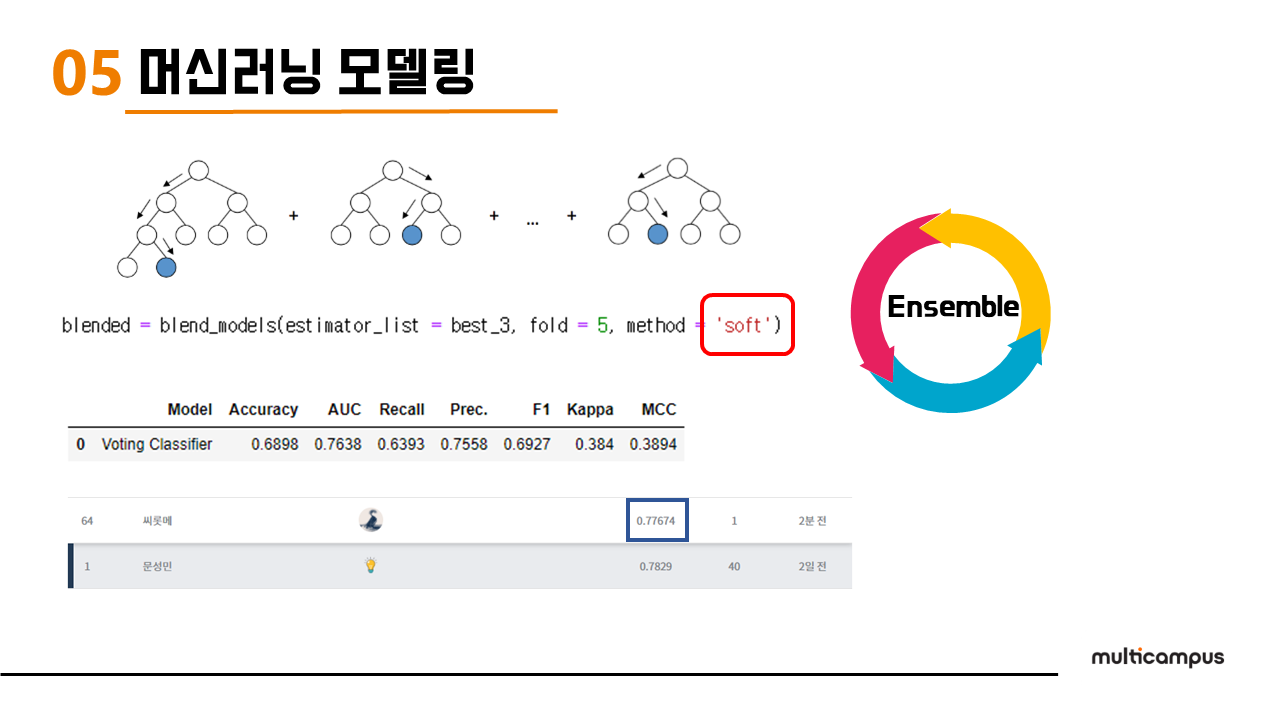 05 머신러닝 모델링
+ + ... +
blended = blend_models(estimator_list = best_3, fold = 5, method = 'soft')
Ensemble
Model Accuracy AUC Recall Prec. F1 Kappa MCC
0 Voting Classifier 0.6898 0.7638 0.6393 0.7558 0.6927 0.384 0.3894
64 씨롯메 0.77674 1 2분 전
1 문성민 0.7829 40 2일 전
multicampus